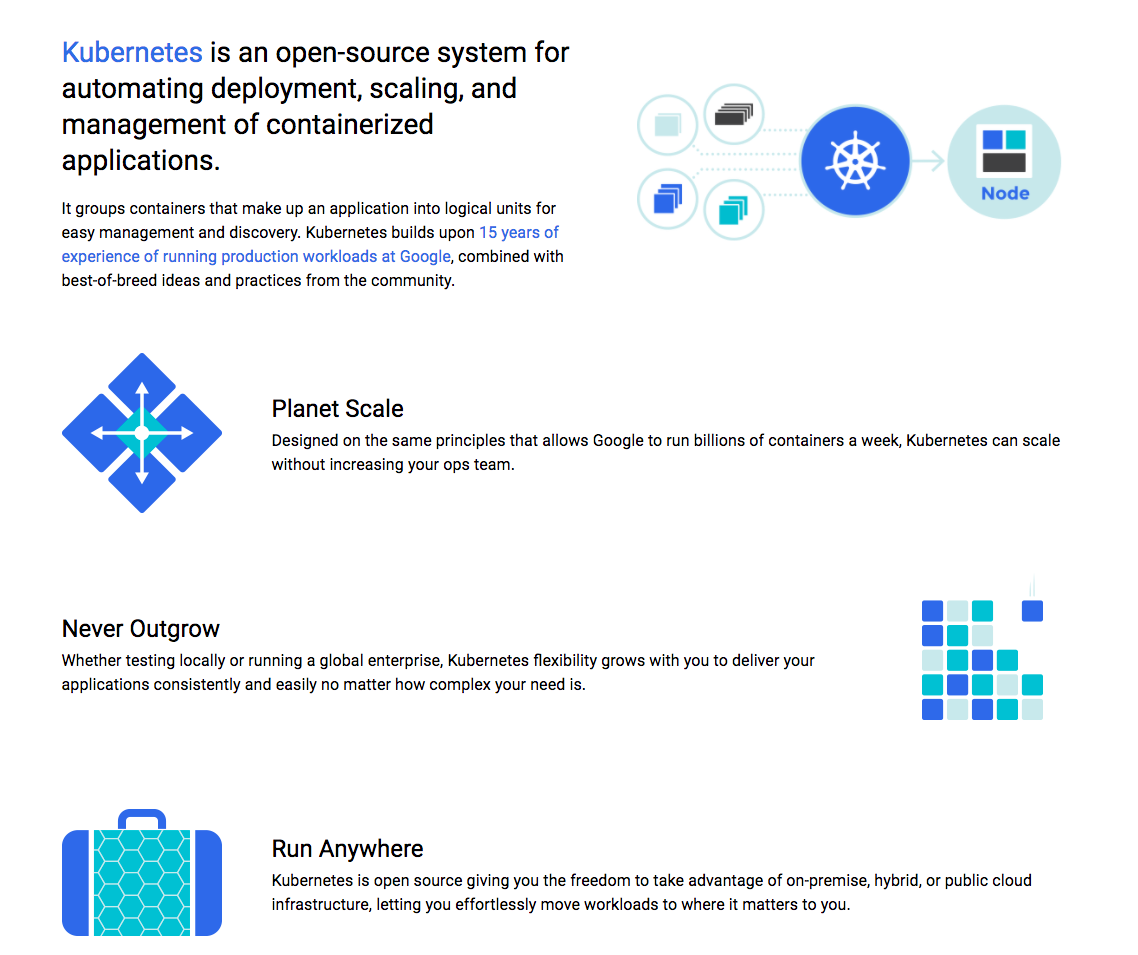 Kubernetes is an open-source system for
automating deployment, scaling, and
management of containerized
applications.
It groups containers that make up an application into logical units for
easy management and discovery. Kubernetes builds upon 15 years of
experience of running production workloads at Google, combined with
best-of-breed ideas and practices from the community.
Node
Planet Scale
Designed on the same principles that allows Google to run billions of containers a week, Kubernetes can scale
without increasing your ops team.
Never Outgrow
Whether testing locally or running a global enterprise, Kubernetes flexibility grows with you to deliver your
applications consistently and easily no matter how complex your need is.
Run Anywhere
Kubernetes is open source giving you the freedom to take advantage of on-premise, hybrid, or public cloud
infrastructure, letting you effortlessly move workloads to where it matters to you.